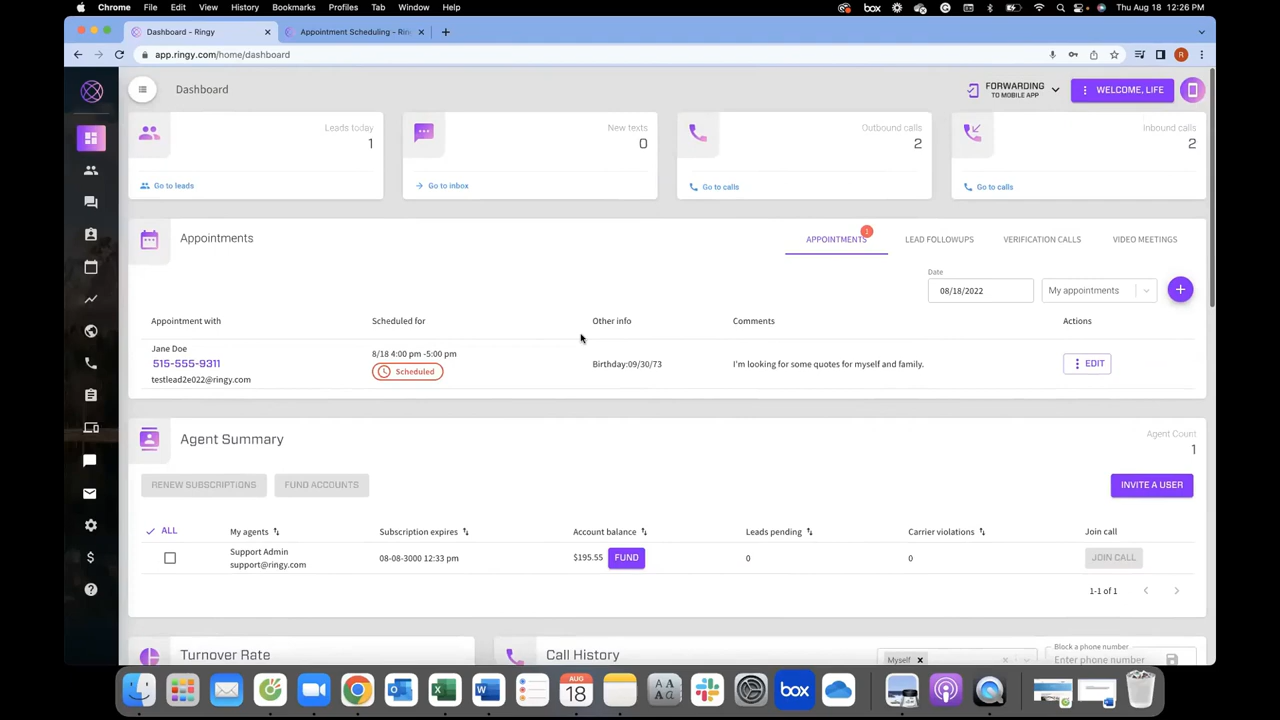 Chrome File Edit View History Bookmarks Profiles Tab Window Help box Thu Aug 18 12:26 PM
Dashboard - Ringy Appointment Scheduling - Rin
app.ringy.com/home/dashboard R
Dashboard FORWARDING TO MOBILE APP WELCOME, LIFE
Leads today New texts Outbound calls Inbound calls
1 0 2 2
Go to leads Go to inbox Go to calls Go to calls
Appointments APPOINTMENTS 1 LEAD FOLLOWUPS VERIFICATION CALLS VIDEO MEETINGS
Date
08/18/2022 My appointments
Appointment with Scheduled for Other info Comments Actions
Jane Doe
515-555-9311
testlead2e022@ringy.com
8/18 4:00 pm -5:00 pm
Scheduled
Birthday:09/30/73
I'm looking for some quotes for myself and family.
EDIT
Agent Summary Agent Count
1
RENEW SUBSCRIPTIONS FUND ACCOUNTS INVITE A USER
ALL My agents Subscription expires Account balance Leads pending Carrier violations Join call
Support Admin
support@ringy.com
08-08-3000 12:33 pm $195.55 FUND 0 0 JOIN CALL
1-1 of 1
Turnover Rate Call History Myself Block a phone number
Enter phone number
AUG
18
box